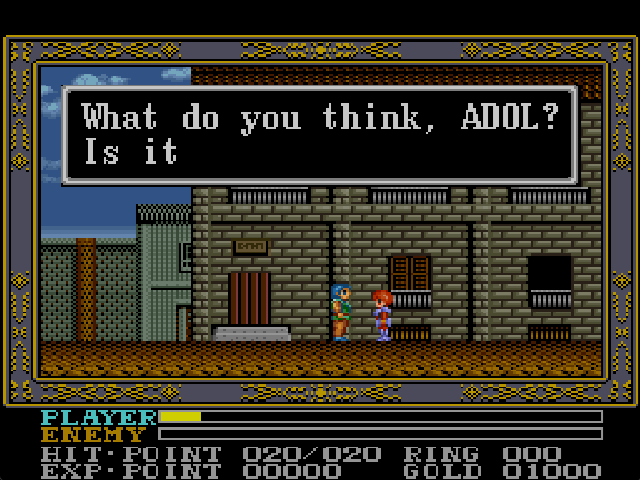 What do you think, ADOL?
Is it
PLAYER
ENEMY
HIT·POINT 020/020 RING 000
EXP·POINT 00000 GOLD 01000